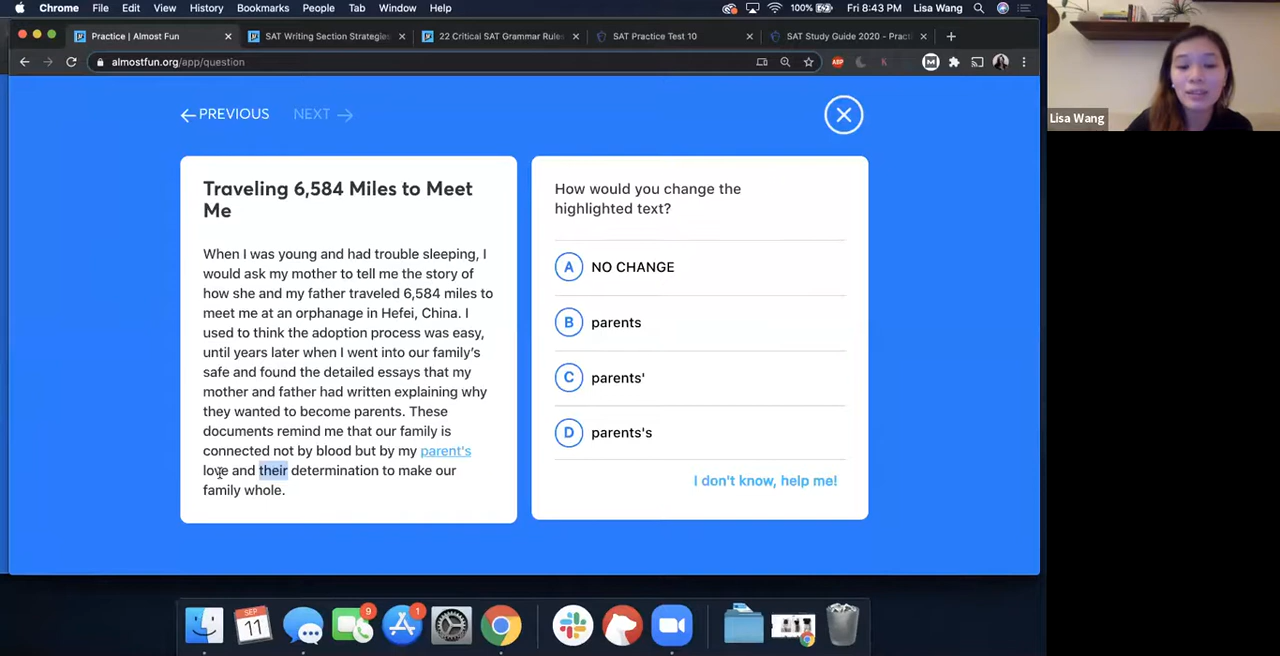 Chrome File Edit View History Bookmarks People Tab Window Help 100% Fri 8:43 PM Lisa Wang
Practice | Almost Fun
SAT Writing Section Strategies
22 Critical SAT Grammar Rules
SAT Practice Test 10
SAT Study Guide 2020 - Practi
almostfun.org/app/question
ABP
K
M
PREVIOUS NEXT
Traveling 6,584 Miles to Meet
Me
When I was young and had trouble sleeping, I
would ask my mother to tell me the story of
how she and my father traveled 6,584 miles to
meet me at an orphanage in Hefei, China. I
used to think the adoption process was easy,
until years later when I went into our family's
safe and found the detailed essays that my
mother and father had written explaining why
they wanted to become parents. These
documents remind me that our family is
connected not by blood but by my parent's
love and their determination to make our
family whole.
How would you change the
highlighted text?
A NO CHANGE
B parents
C parents'
D parents's
I don't know, help me!
Lisa Wang
SEP
11
9
1